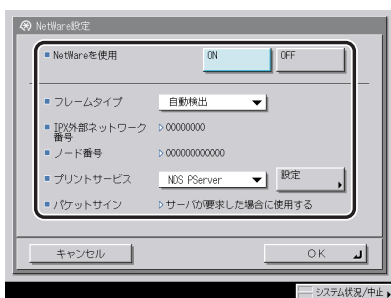 NetWare設定
NetWareを使用 ON OFF
フレームタイプ 自動検出
IPX外部ネットワーク番号 00000000
ノード番号 000000000000
プリントサービス NDS PServer 設定
パケットサイン サーバが要求した場合に使用する
キャンセル OK
システム状況/中止